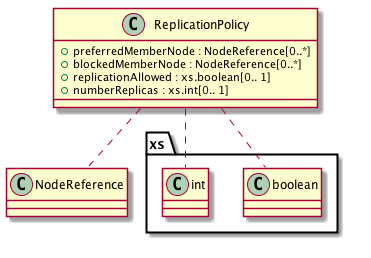 C ReplicationPolicy
preferredMemberNode : NodeReference[0..*]
blockedMemberNode : NodeReference[0..*]
replicationAllowed : xs.boolean[0.. 1]
numberReplicas : xs.int[0.. 1]
xs
C NodeReference
C int
C boolean